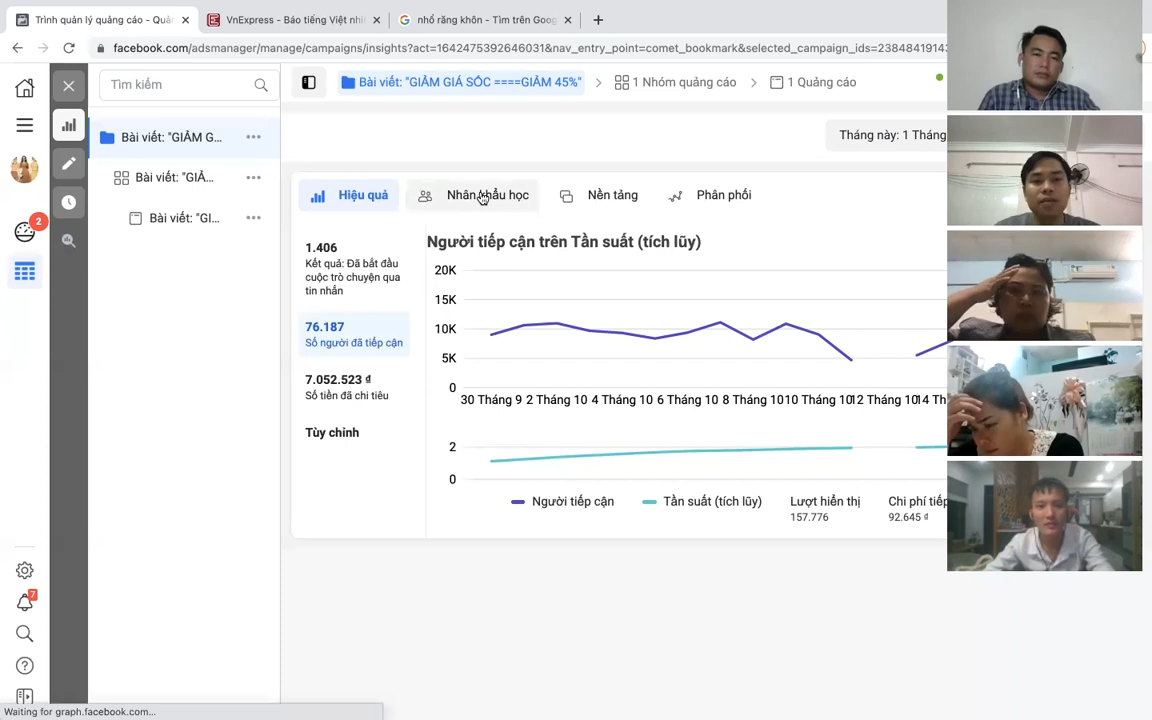 Trình quản lý quảng cáo - Quản
VnExpress - Báo tiếng Việt nhi
nhổ răng khôn - Tìm trên Goog
facebook.com/adsmanager/manage/campaigns/insights?act=1642475392646031&nav_entry_point=comet_bookmark&selected_campaign_ids=2384841914
Tìm kiếm
Bài viết: "GIẢM GIÁ SỐC ====GIẢM 45%"
1 Nhóm quảng cáo
1 Quảng cáo
Bài viết: "GIẢM G...
Tháng này: 1 Tháng
Bài viết: "GIẢ...
Bài viết: "GI...
Hiệu quả
Nhân khẩu học
Nền tảng
Phân phối
2
1.406
Kết quả: Đã bắt đầu
cuộc trò chuyện qua
tin nhắn
76.187
Số người đã tiếp cận
7.052.523 ₫
Số tiền đã chi tiêu
Tùy chỉnh
Người tiếp cận trên Tần suất (tích lũy)
20K
15K
10K
5K
0
30 Tháng 9 2 Tháng 10 4 Tháng 10 6 Tháng 10 8 Tháng 10 10 Tháng 10 12 Tháng 10 14 Th
2
0
Người tiếp cận
Tần suất (tích lũy)
Lượt hiển thị
157.776
Chi phí tiếp
92.645 ₫
7
Waiting for graph.facebook.com...